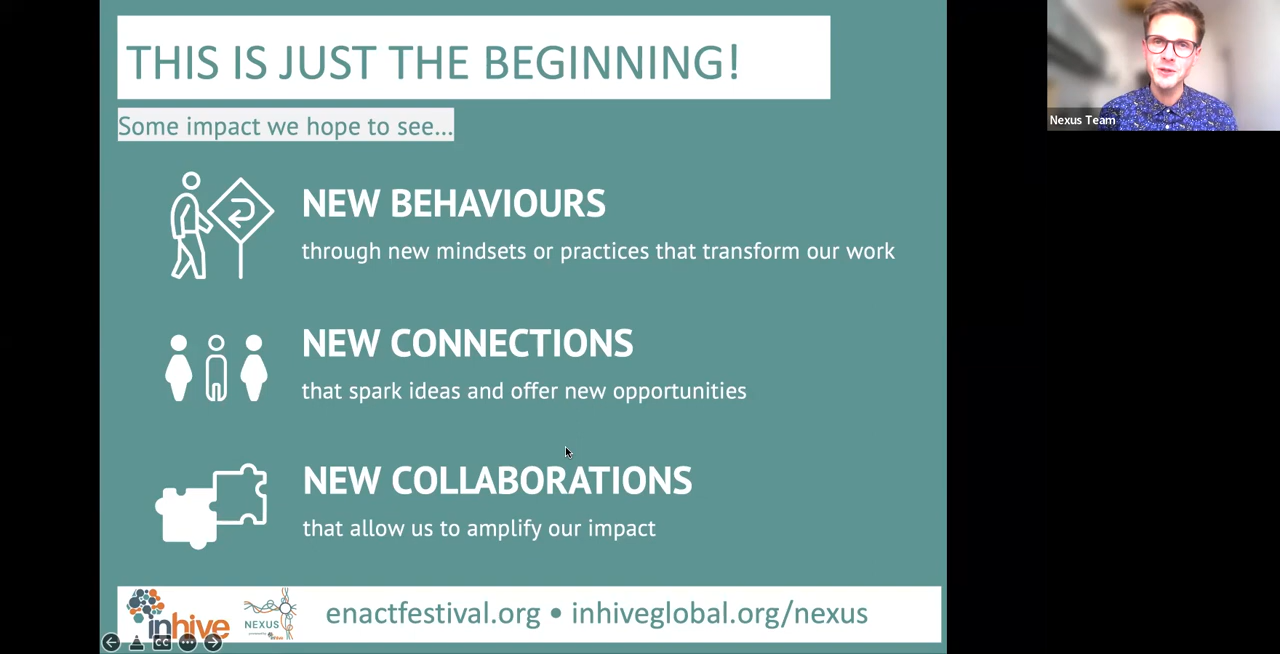 THIS IS JUST THE BEGINNING!
Some impact we hope to see...
NEW BEHAVIOURS
through new mindsets or practices that transform our work
NEW CONNECTIONS
that spark ideas and offer new opportunities
NEW COLLABORATIONS
that allow us to amplify our impact
inhive
NEXUS
enactfestival.org • inhiveglobal.org/nexus
CC
Nexus Team